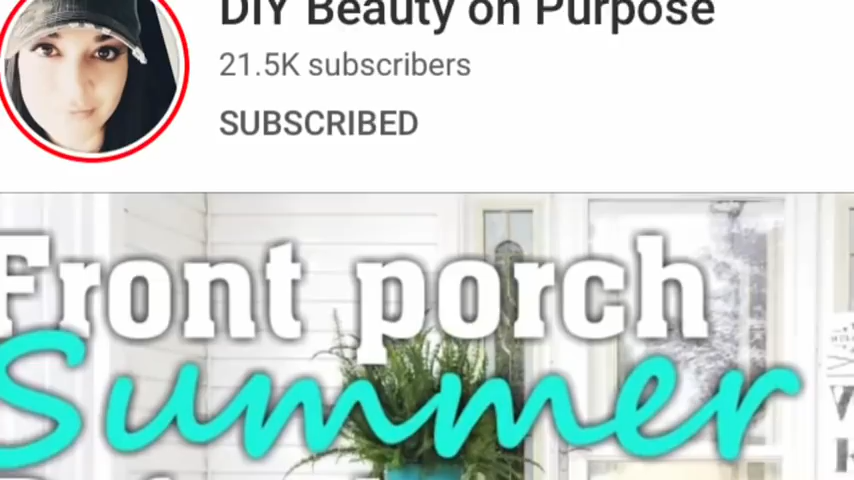 DIY Beauty on Purpose
21.5K subscribers
SUBSCRIBED
Front porch
Summer